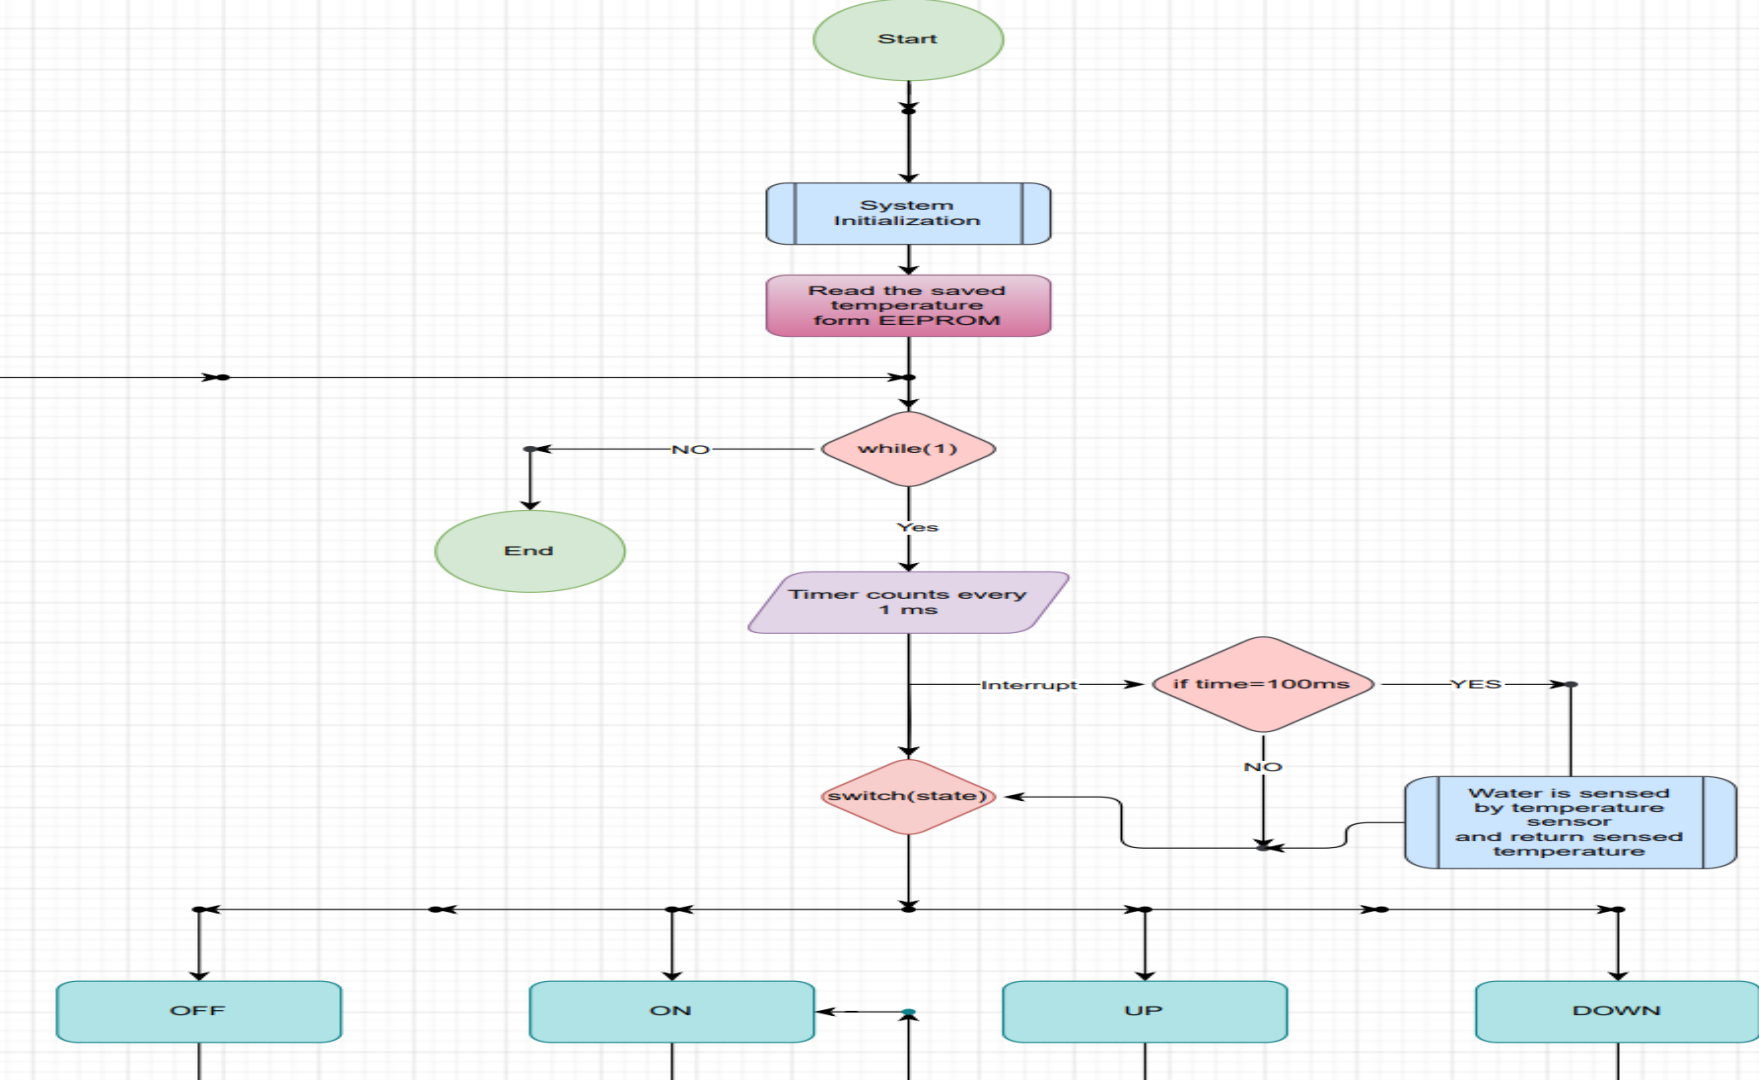 Start
System
Initialization
Read the saved
temperature
form EEPROM
while(1)
NO
Yes
End
Timer counts every
1 ms
Interrupt
if time=100ms
YES
NO
switch(state)
Water is sensed
by temperature
sensor
and return sensed
temperature
OFF
ON
UP
DOWN